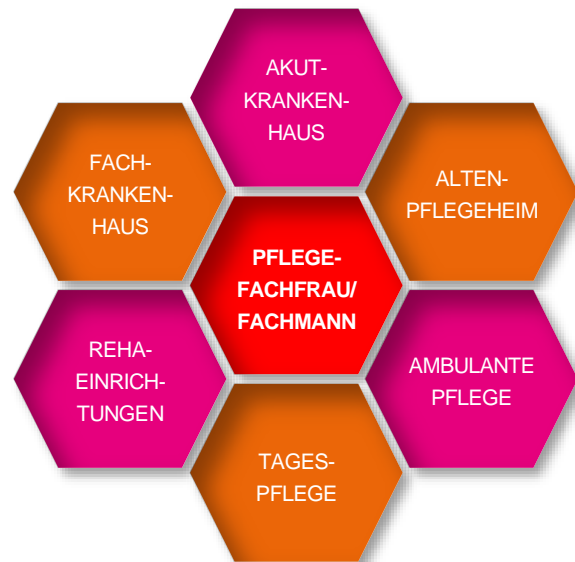 AKUT-
KRANKEN-
HAUS
FACH-
KRANKEN-
HAUS
ALTEN-
PFLEGEHEIM
PFLEGE-
FACHFRAU/
FACHMANN
REHA-
EINRICH-
TUNGEN
AMBULANTE
PFLEGE
TAGES-
PFLEGE